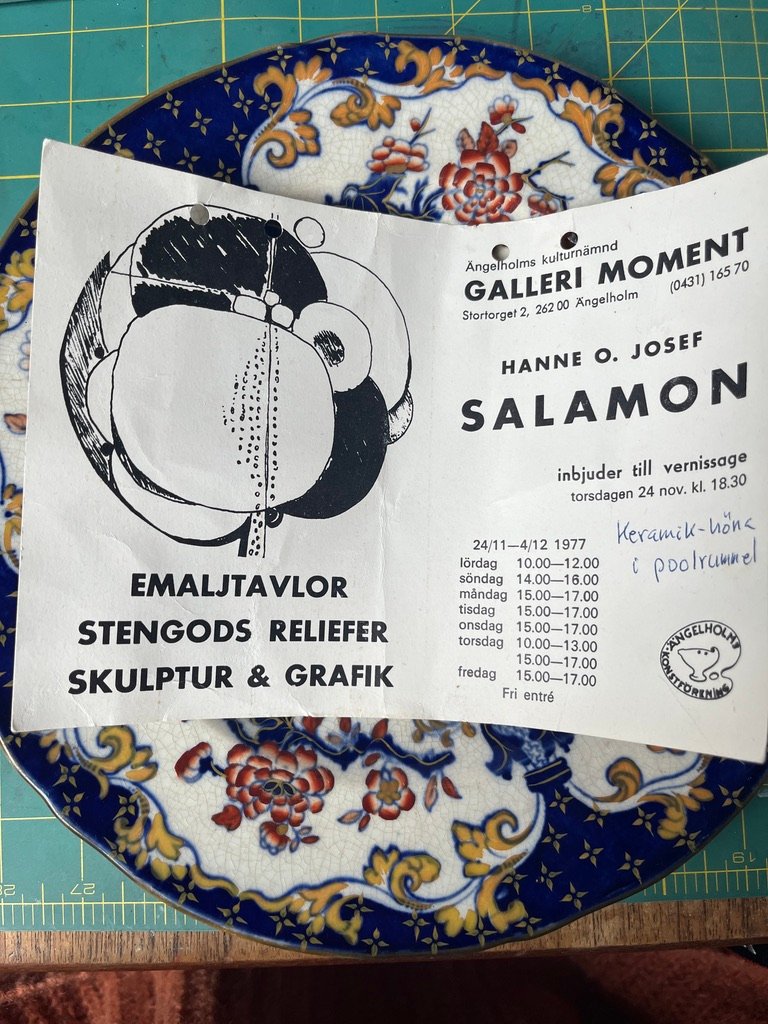 Ängelholms kulturnämnd
GALLERI MOMENT
Stortorget 2, 262 00 Ängelholm (0431) 165 70
HANNE O. JOSEF
SALAMON
inbjuder till vernissage
torsdagen 24 nov. kl. 18.30
24/11—4/12 1977
lördag 10.00—12.00
söndag 14.00—16.00
måndag 15.00—17.00
tisdag 15.00—17.00
onsdag 15.00—17.00
torsdag 10.00—13.00
15.00—17.00
fredag 15.00—17.00
Fri entré
Keramik-höna
i poolrummet
ÄNGELHOLMS
KONSTFÖRENING
EMALJTAVLOR
STENGODS RELIEFER
SKULPTUR & GRAFIK
27
19